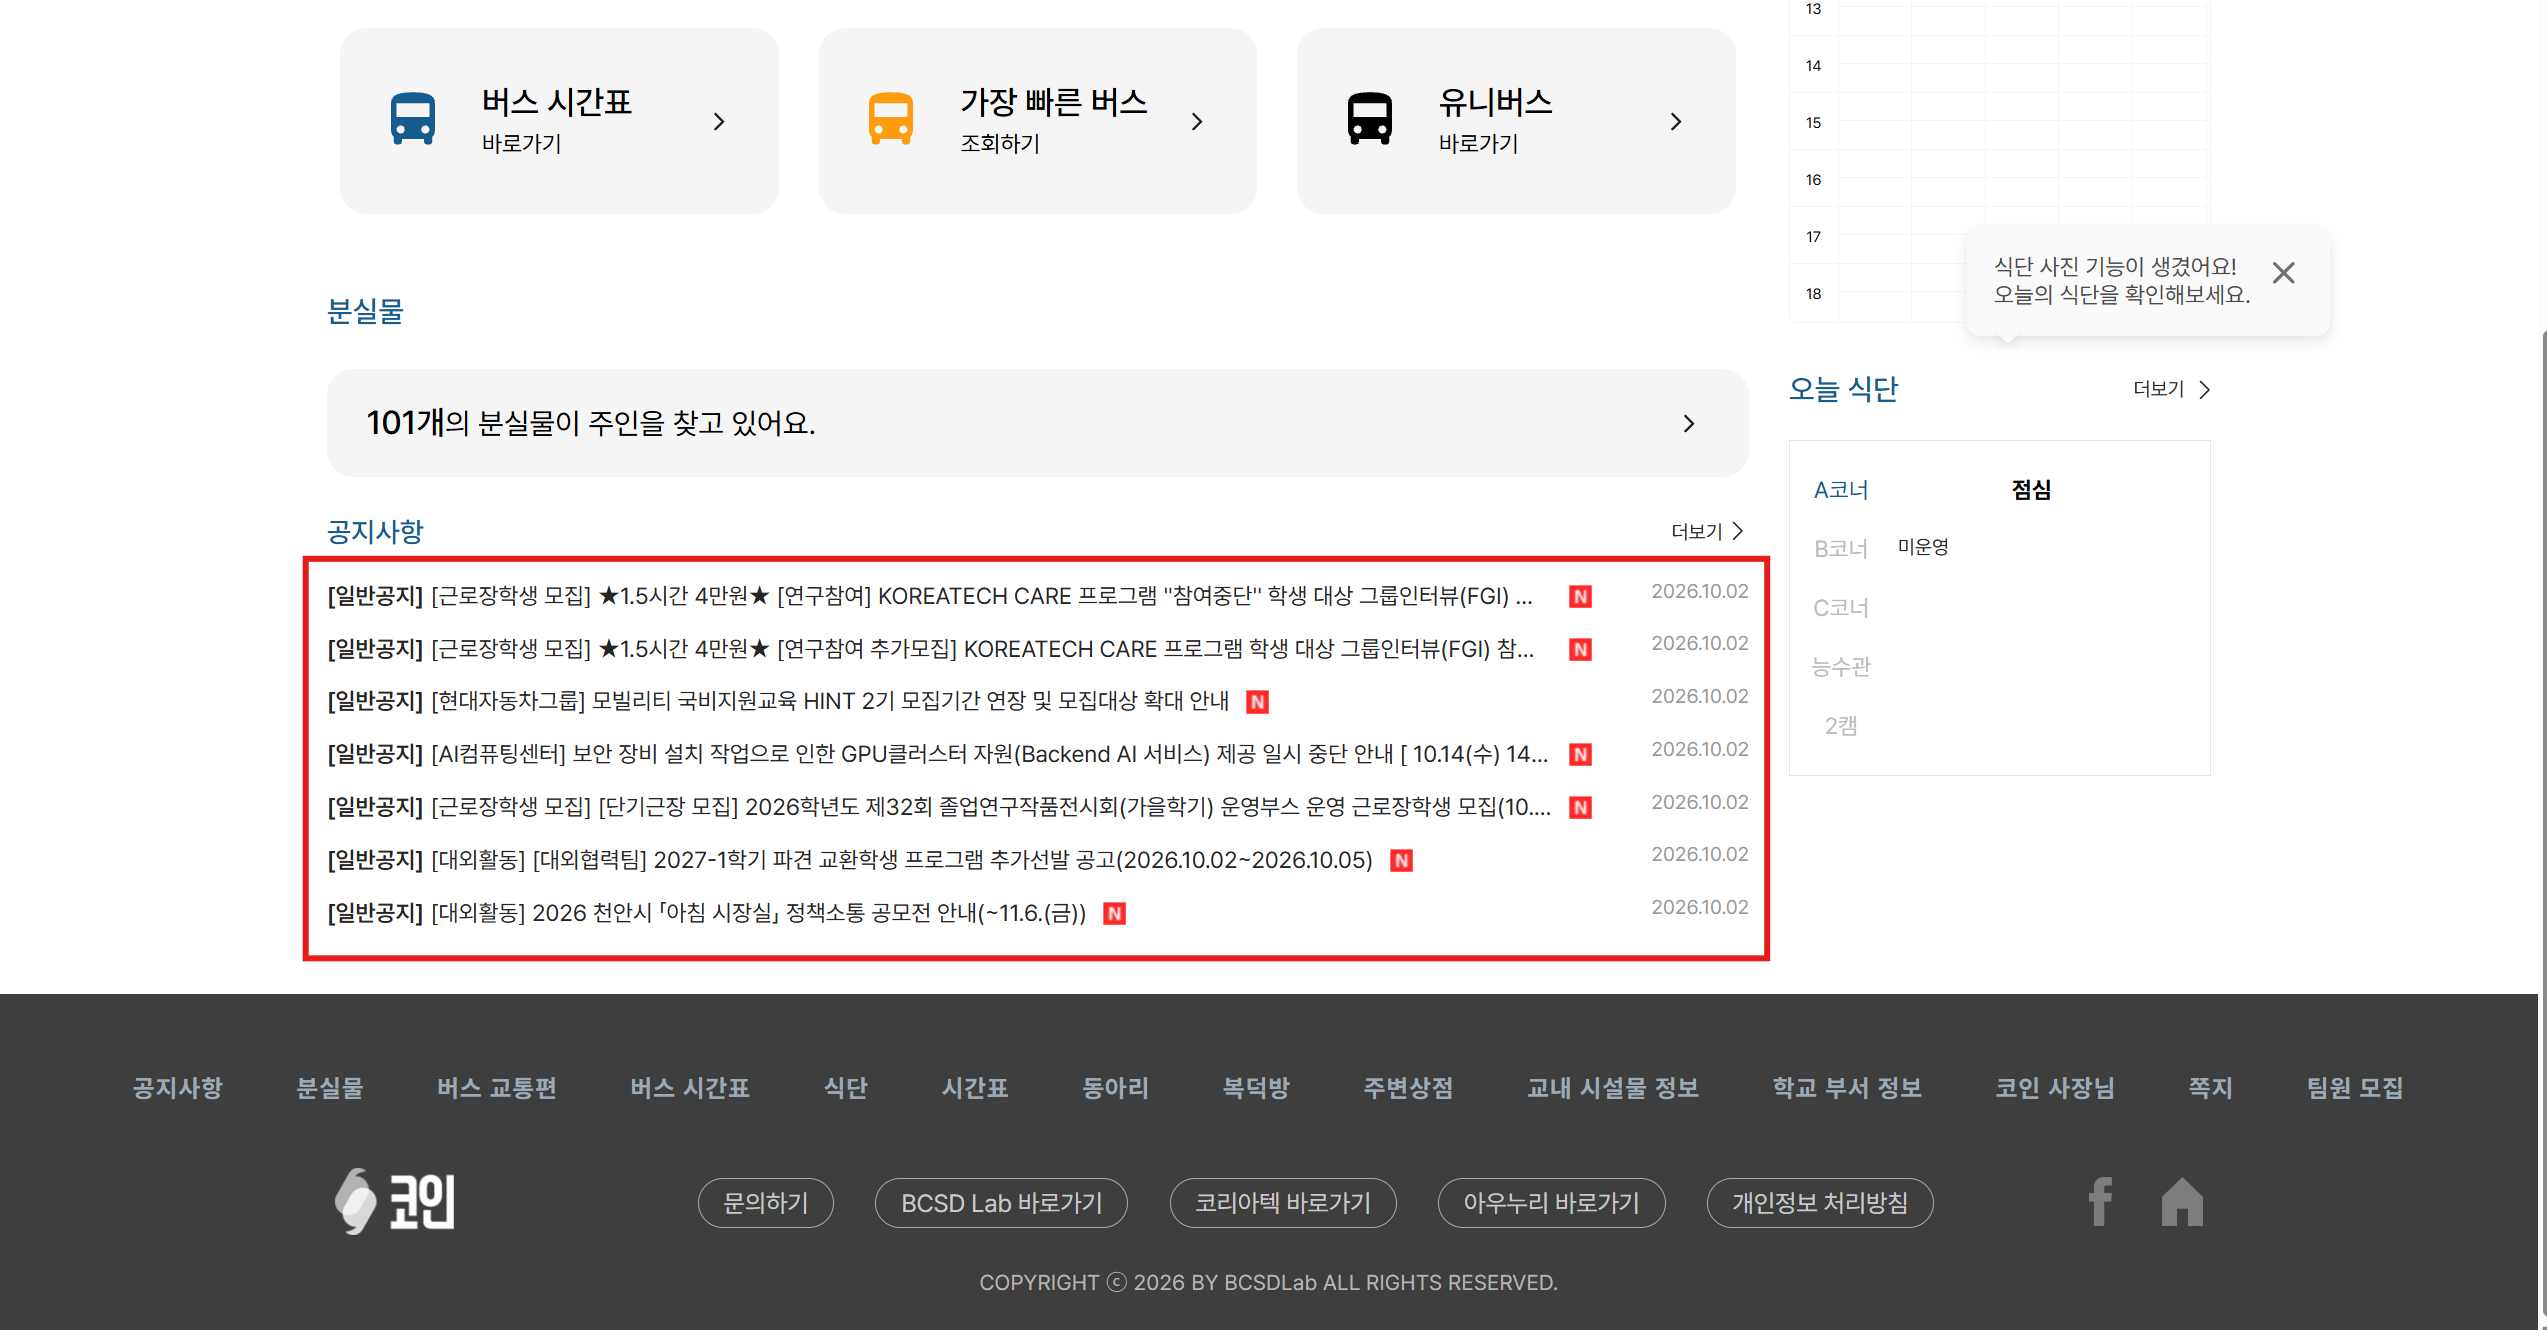 버스 시간표
바로가기
가장 빠른 버스
조회하기
유니버스
바로가기
13
14
15
16
17
18
식단 사진 기능이 생겼어요!
오늘의 식단을 확인해보세요.
분실물
101개의 분실물이 주인을 찾고 있어요.
오늘 식단
더보기
A코너
점심
B코너
미운영
C코너
능수관
2캠
공지사항
더보기
[일반공지] [근로장학생 모집] ★1.5시간 4만원★ [연구참여] KOREATECH CARE 프로그램 "참여중단" 학생 대상 그룹인터뷰(FGI) ... N 2026.10.02
[일반공지] [근로장학생 모집] ★1.5시간 4만원★ [연구참여 추가모집] KOREATECH CARE 프로그램 학생 대상 그룹인터뷰(FGI) 참... N 2026.10.02
[일반공지] [현대자동차그룹] 모빌리티 국비지원교육 HINT 2기 모집기간 연장 및 모집대상 확대 안내 N 2026.10.02
[일반공지] [AI컴퓨팅센터] 보안 장비 설치 작업으로 인한 GPU클러스터 자원(Backend AI 서비스) 제공 일시 중단 안내 [ 10.14(수) 14... N 2026.10.02
[일반공지] [근로장학생 모집] [단기근장 모집] 2026학년도 제32회 졸업연구작품전시회(가을학기) 운영부스 운영 근로장학생 모집(10.... N 2026.10.02
[일반공지] [대외활동] [대외협력팀] 2027-1학기 파견 교환학생 프로그램 추가선발 공고(2026.10.02~2026.10.05) N 2026.10.02
[일반공지] [대외활동] 2026 천안시 ｢아침 시장실｣ 정책소통 공모전 안내(~11.6.(금)) N 2026.10.02
공지사항 분실물 버스 교통편 버스 시간표 식단 시간표 동아리 복덕방 주변상점 교내 시설물 정보 학교 부서 정보 코인 사장님 쪽지 팀원 모집
코인
문의하기 BCSD Lab 바로가기 코리아텍 바로가기 아우누리 바로가기 개인정보 처리방침
COPYRIGHT ⓒ 2026 BY BCSDLab ALL RIGHTS RESERVED.